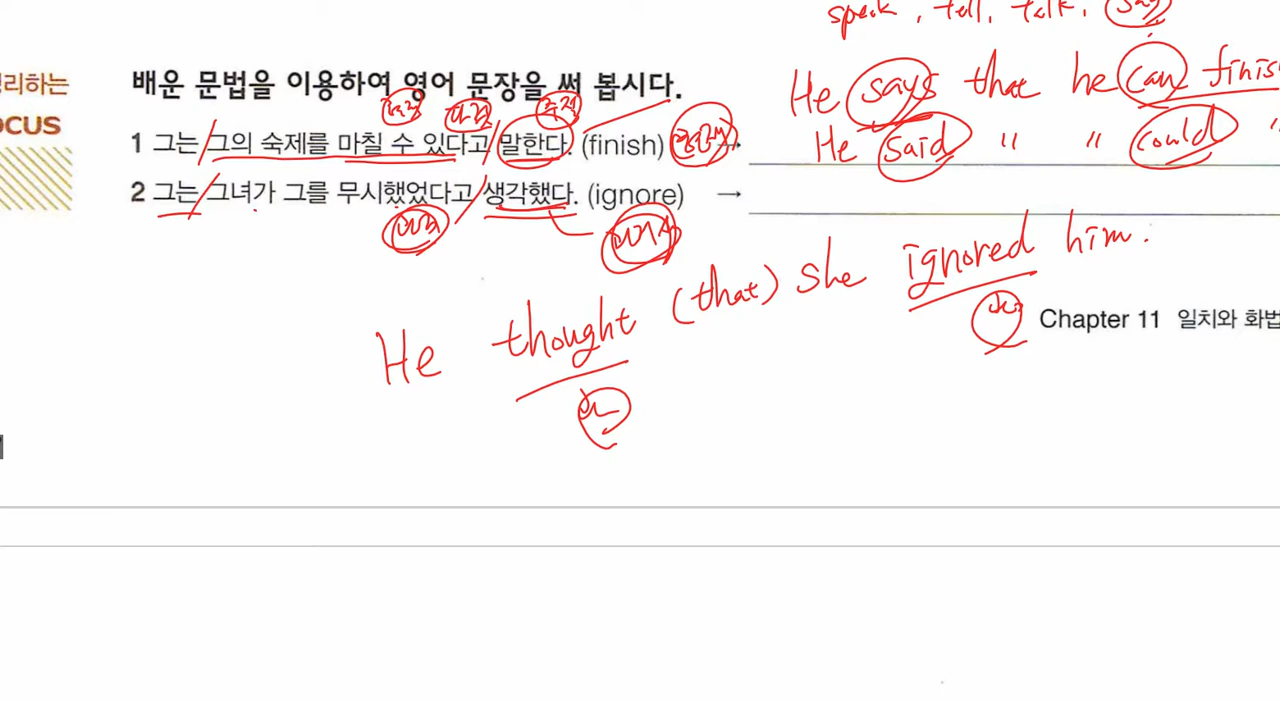 speak, tell, talk, say
배운 문법을 이용하여 영어 문장을 써 봅시다.
He says that he can finish
OCUS
1 그는 그의 숙제를 마칠 수 있다고 말한다. (finish) →
He said " " could "
2 그는 그녀가 그를 무시했었다고 생각했다. (ignore) →
He thought (that) she ignored him.
Chapter 11 일치와 화법